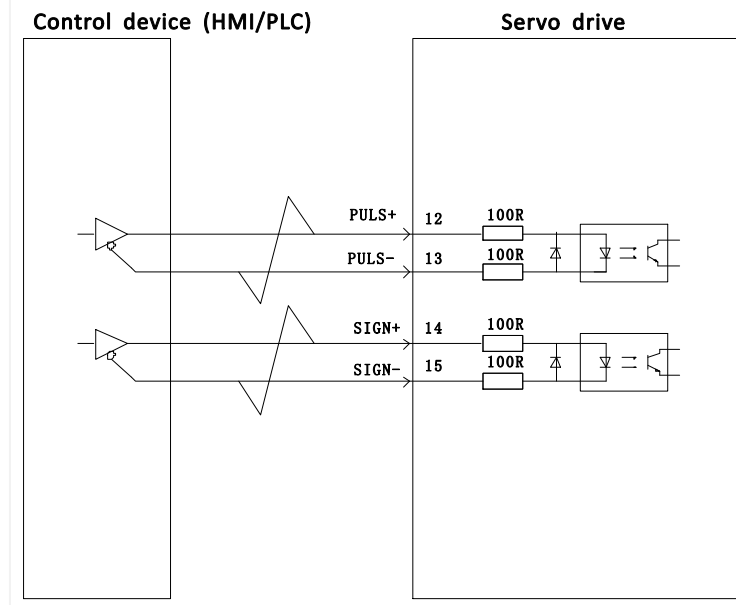 Control device (HMI/PLC)
Servo drive
PULS+ 12 100R
PULS- 13 100R
SIGN+ 14 100R
SIGN- 15 100R